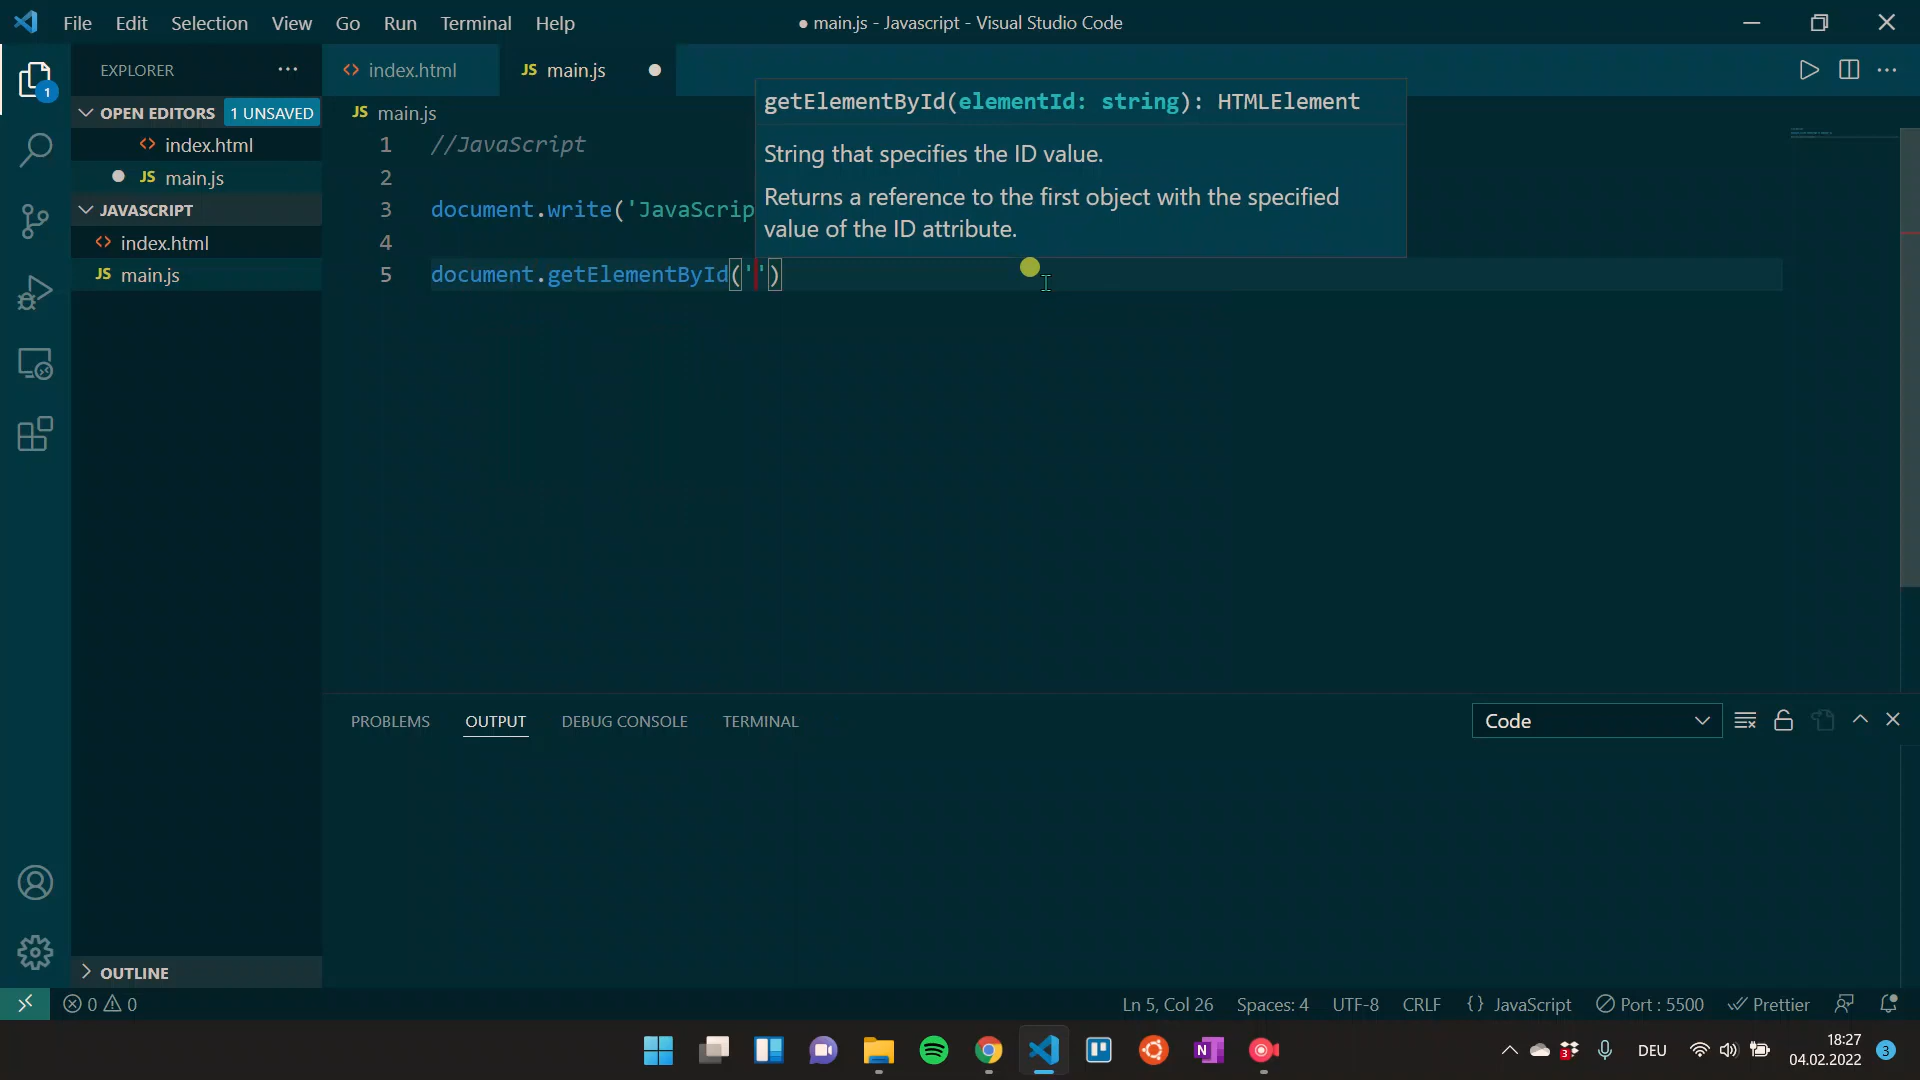 File Edit Selection View Go Run Terminal Help
● main.js - Javascript - Visual Studio Code
EXPLORER
index.html
JS main.js
1
OPEN EDITORS 1 UNSAVED
index.html
JS main.js
JAVASCRIPT
index.html
JS main.js
OUTLINE
JS main.js
1 //JavaScript
2
3 document.write('JavaScrip
4
5 document.getElementById('')
getElementById(elementId: string): HTMLElement
String that specifies the ID value.
Returns a reference to the first object with the specified
value of the ID attribute.
PROBLEMS OUTPUT DEBUG CONSOLE TERMINAL
Code
0 0
Ln 5, Col 26 Spaces: 4 UTF-8 CRLF {} JavaScript Port : 5500 Prettier
N
3
DEU
18:27
04.02.2022
3